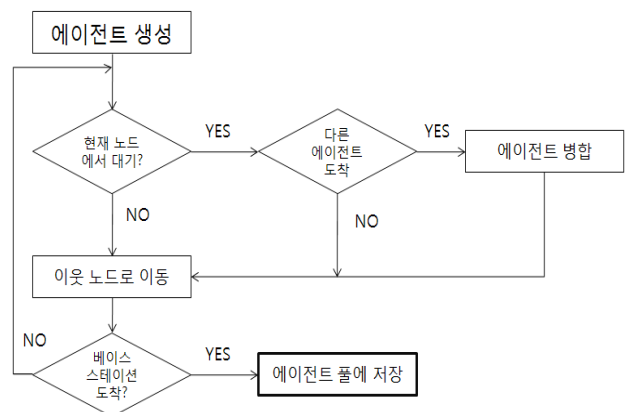 에이전트 생성
현재 노드
에서 대기?
YES
다른
에이전트
도착
YES
에이전트 병합
NO
NO
이웃 노드로 이동
NO
베이스
스테이션
도착?
YES
에이전트 풀에 저장